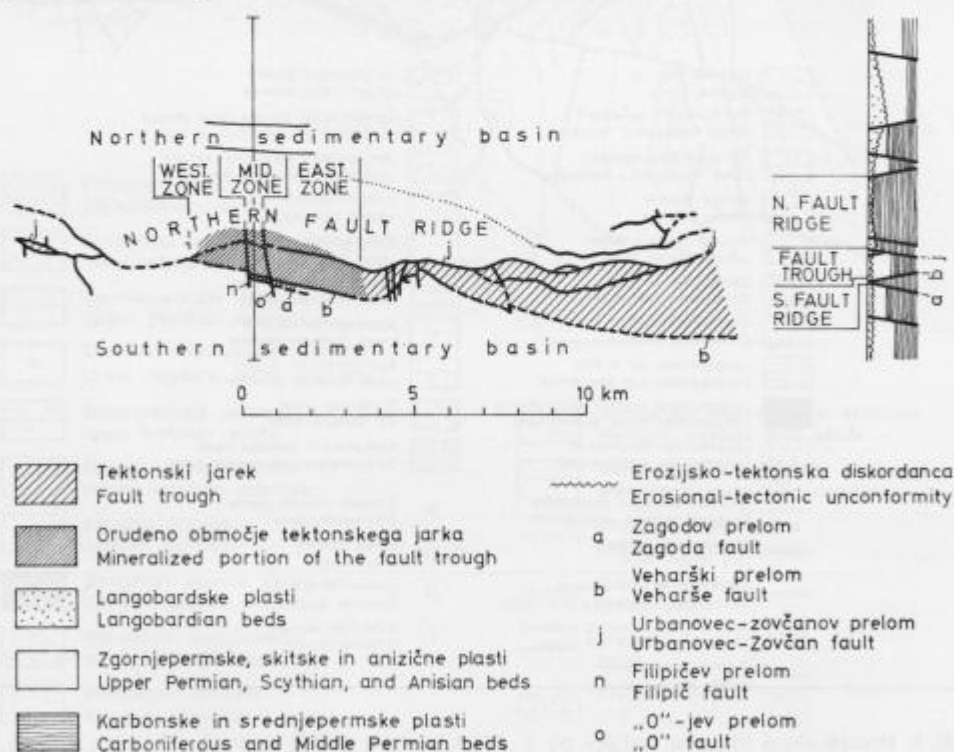 Northern sedimentary basin
WEST. ZONE
MID. ZONE
EAST. ZONE
NORTHERN FAULT RIDGE
j
j
n
o
a
b
b
Southern sedimentary basin
0 5 10 km
N. FAULT
RIDGE
FAULT
TROUGH
S. FAULT
RIDGE
j
b
a
Tektonski jarek
Fault trough
Orudeno območje tektonskega jarka
Mineralized portion of the fault trough
Langobardske plasti
Langobardian beds
Zgornjepermske, skitske in anizične plasti
Upper Permian, Scythian, and Anisian beds
Karbonske in srednjepermske plasti
Carboniferous and Middle Permian beds
Erozijsko-tektonska diskordanca
Erosional-tectonic unconformity
a Zagodov prelom
Zagoda fault
b Veharški prelom
Veharše fault
j Urbanovec-zovčanov prelom
Urbanovec-Zovčan fault
n Filipičev prelom
Filipič fault
o „O"-jev prelom
„O" fault